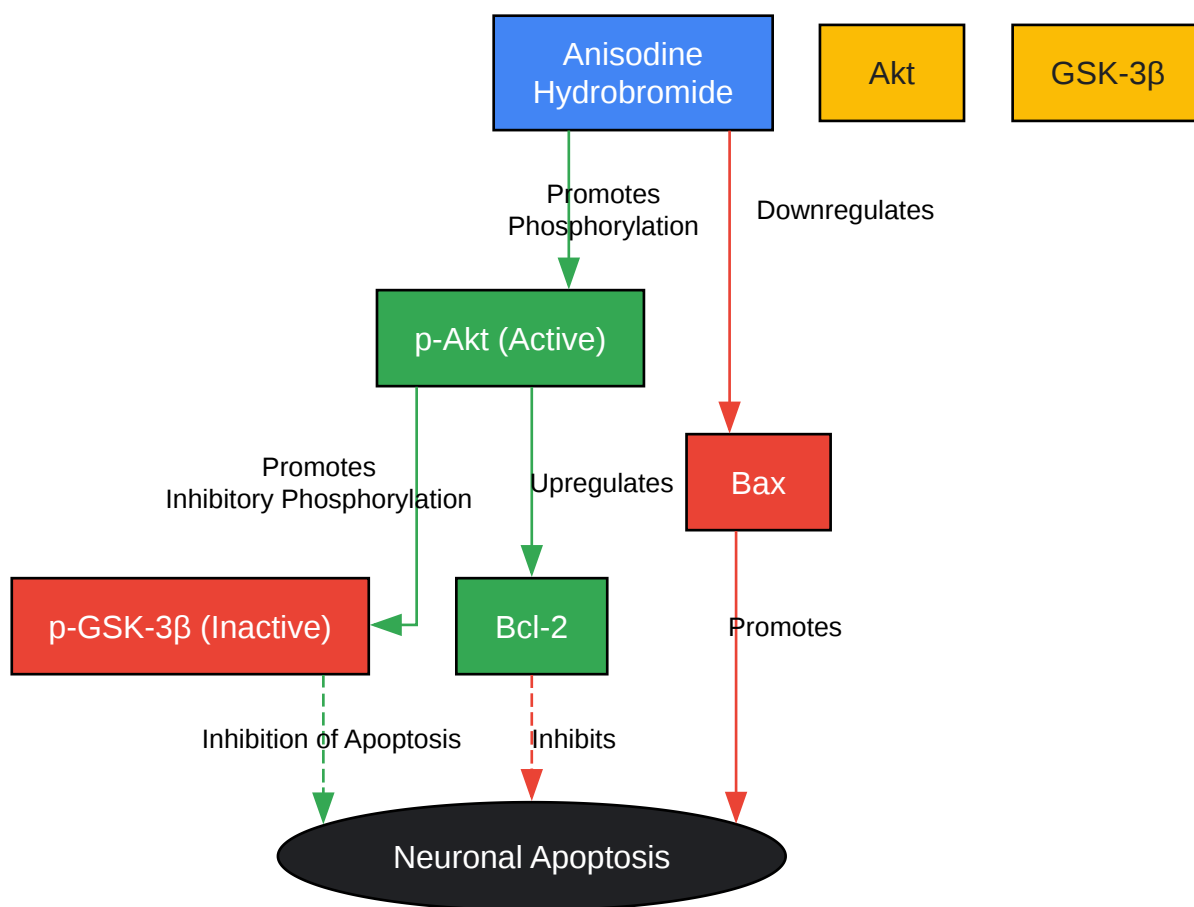 Anisodine
Hydrobromide
Akt
GSK-3β
Promotes
Phosphorylation
Downregulates
p-Akt (Active)
Promotes
Inhibitory Phosphorylation
Upregulates
Bax
p-GSK-3β (Inactive)
Bcl-2
Promotes
Inhibition of Apoptosis
Inhibits
Neuronal Apoptosis